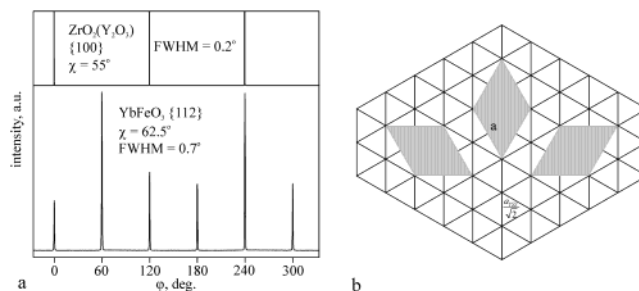 ZrO₂(Y₂O₃)
{100}
χ = 55°
FWHM = 0.2°
YbFeO₃ {112}
χ = 62.5°
FWHM = 0.7°
intensity, a.u.
0 60 120 180 240 300
φ, deg.
a
a
√2
b